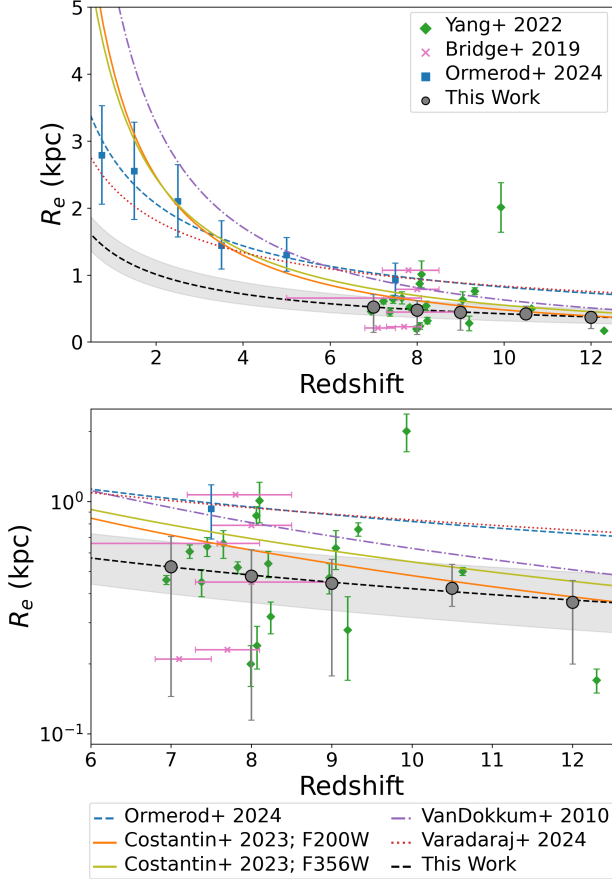 5
4
3
2
1
0
R_e (kpc)
2 4 6 8 10 12
Redshift
Yang+ 2022
Bridge+ 2019
Ormerod+ 2024
This Work
10^0
10^{-1}
R_e (kpc)
6 7 8 9 10 11 12
Redshift
Ormerod+ 2024
Costantin+ 2023; F200W
Costantin+ 2023; F356W
VanDokkum+ 2010
Varadaraj+ 2024
This Work